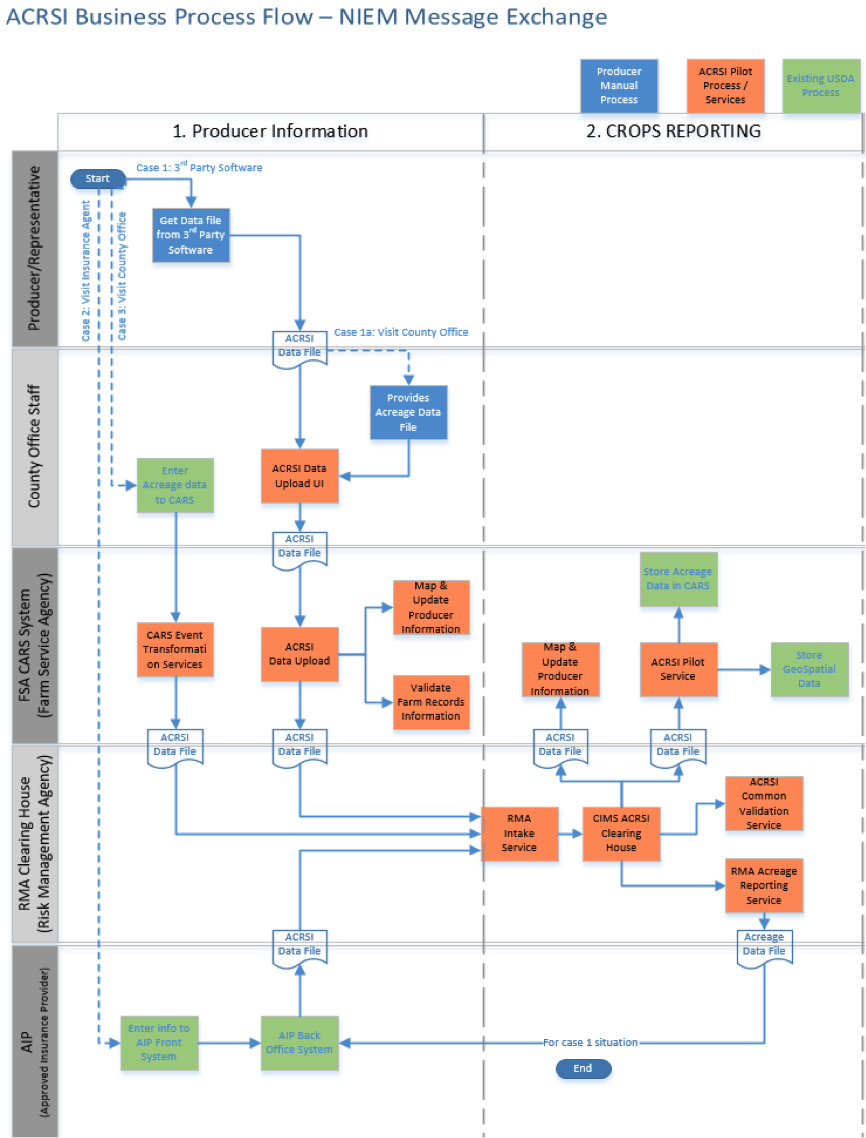 ACRSI Business Process Flow – NIEM Message Exchange
Producer
Manual
Process
ACRSI Pilot
Process /
Services
Existing USDA
Process
1. Producer Information
2. CROPS REPORTING
Producer/Representative
Start
Case 1: 3rd Party Software
Case 2: Visit Insurance Agent
Case 3: Visit County Office
Get Data file
from 3rd Party
Software
ACRSI
Data File
Case 1a: Visit County Office
County Office Staff
Provides
Acreage Data
File
Enter
Acreage data
to CARS
ACRSI Data
Upload UI
ACRSI
Data File
FSA CARS System
(Farm Service Agency)
CARS Event
Transformati
on Services
ACRSI
Data Upload
Map &
Update
Producer
Information
Validate
Farm Records
Information
Store Acreage
Data in CARS
Map &
Update
Producer
Information
ACRSI Pilot
Service
Store
GeoSpatial
Data
ACRSI
Data File
ACRSI
Data File
ACRSI
Data File
ACRSI
Data File
RMA Clearing House
(Risk Management Agency)
RMA
Intake
Service
CIMS ACRSI
Clearing
House
ACRSI
Common
Validation
Service
RMA Acreage
Reporting
Service
ACRSI
Data File
Acreage
Data File
AIP
(Approved Insurance Provider)
Enter info to
AIP Front
System
AIP Back
Office System
For case 1 situation
End